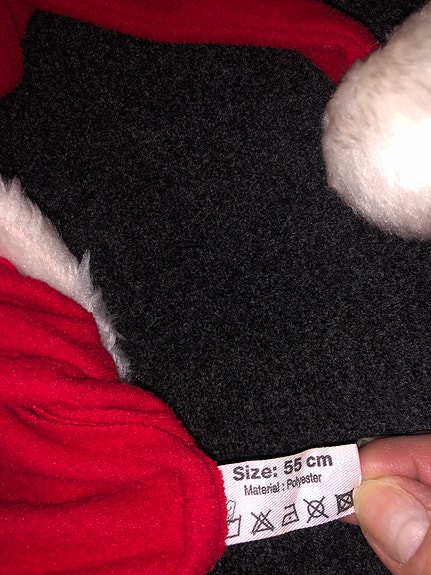 Size: 55 cm
Material : Polyester